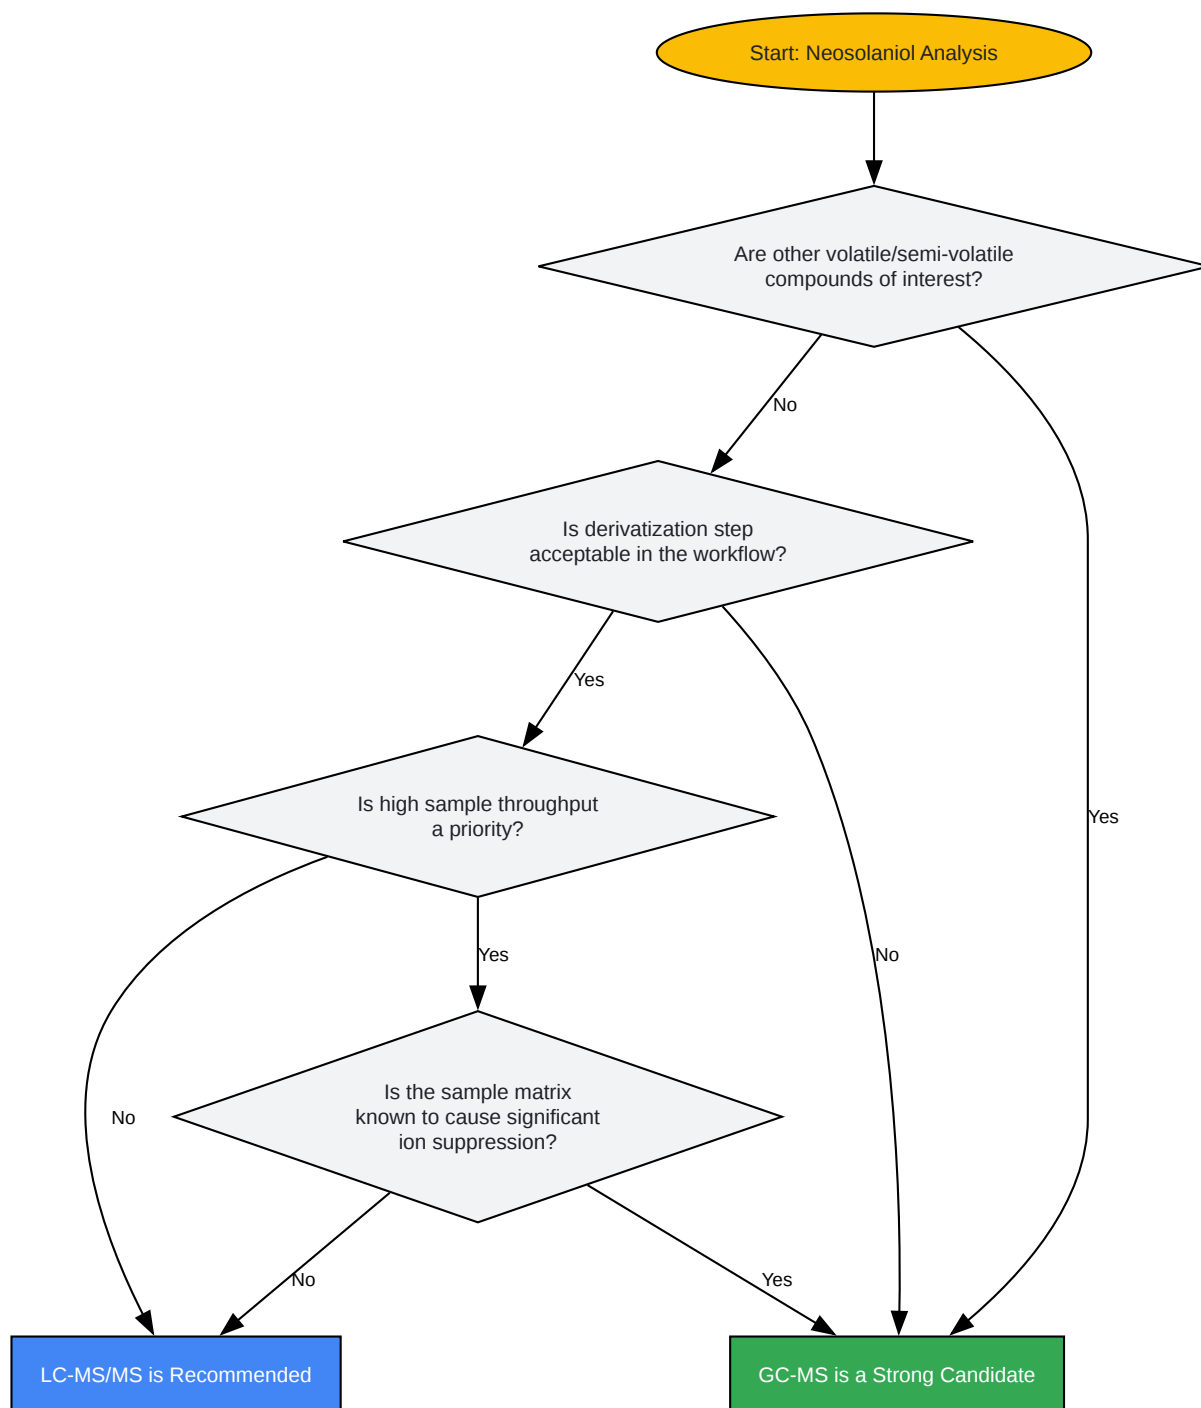 Start: Neosolaniol Analysis
Are other volatile/semi-volatile
compounds of interest?
No
Is derivatization step
acceptable in the workflow?
Yes
Is high sample throughput
a priority?
Yes
Yes
No
Is the sample matrix
known to cause significant
ion suppression?
No
No
Yes
LC-MS/MS is Recommended
GC-MS is a Strong Candidate